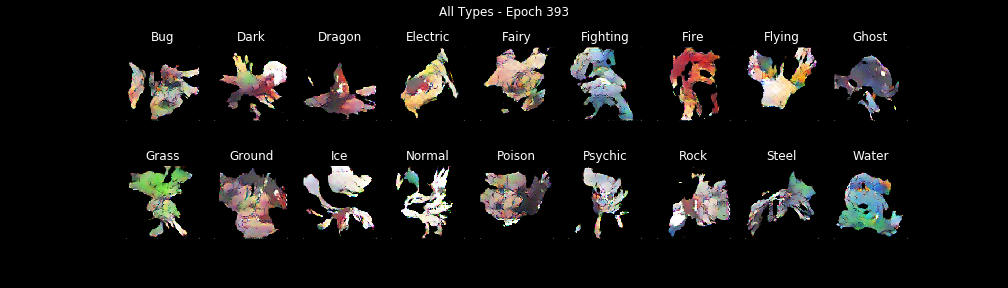 All Types - Epoch 393
Bug Dark Dragon Electric Fairy Fighting Fire Flying Ghost
Grass Ground Ice Normal Poison Psychic Rock Steel Water